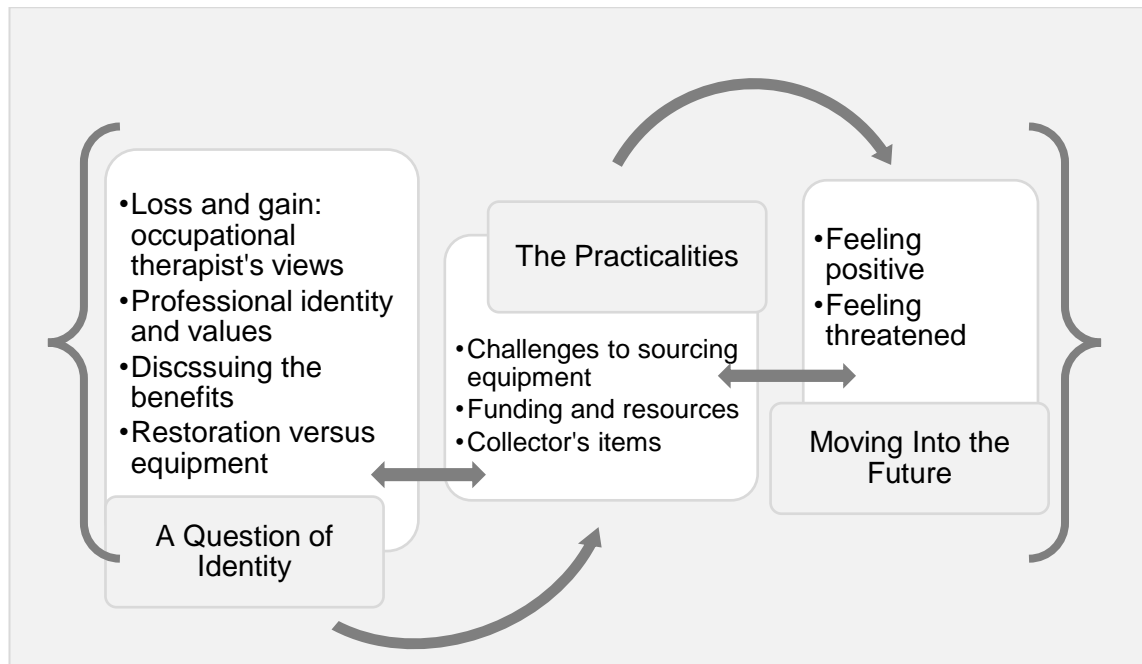 •Loss and gain:
occupational
therapist's views
•Professional identity
and values
•Discssuing the
benefits
•Restoration versus
equipment
A Question of
Identity
The Practicalities
•Challenges to sourcing
equipment
•Funding and resources
•Collector's items
•Feeling
positive
•Feeling
threatened
Moving Into the
Future